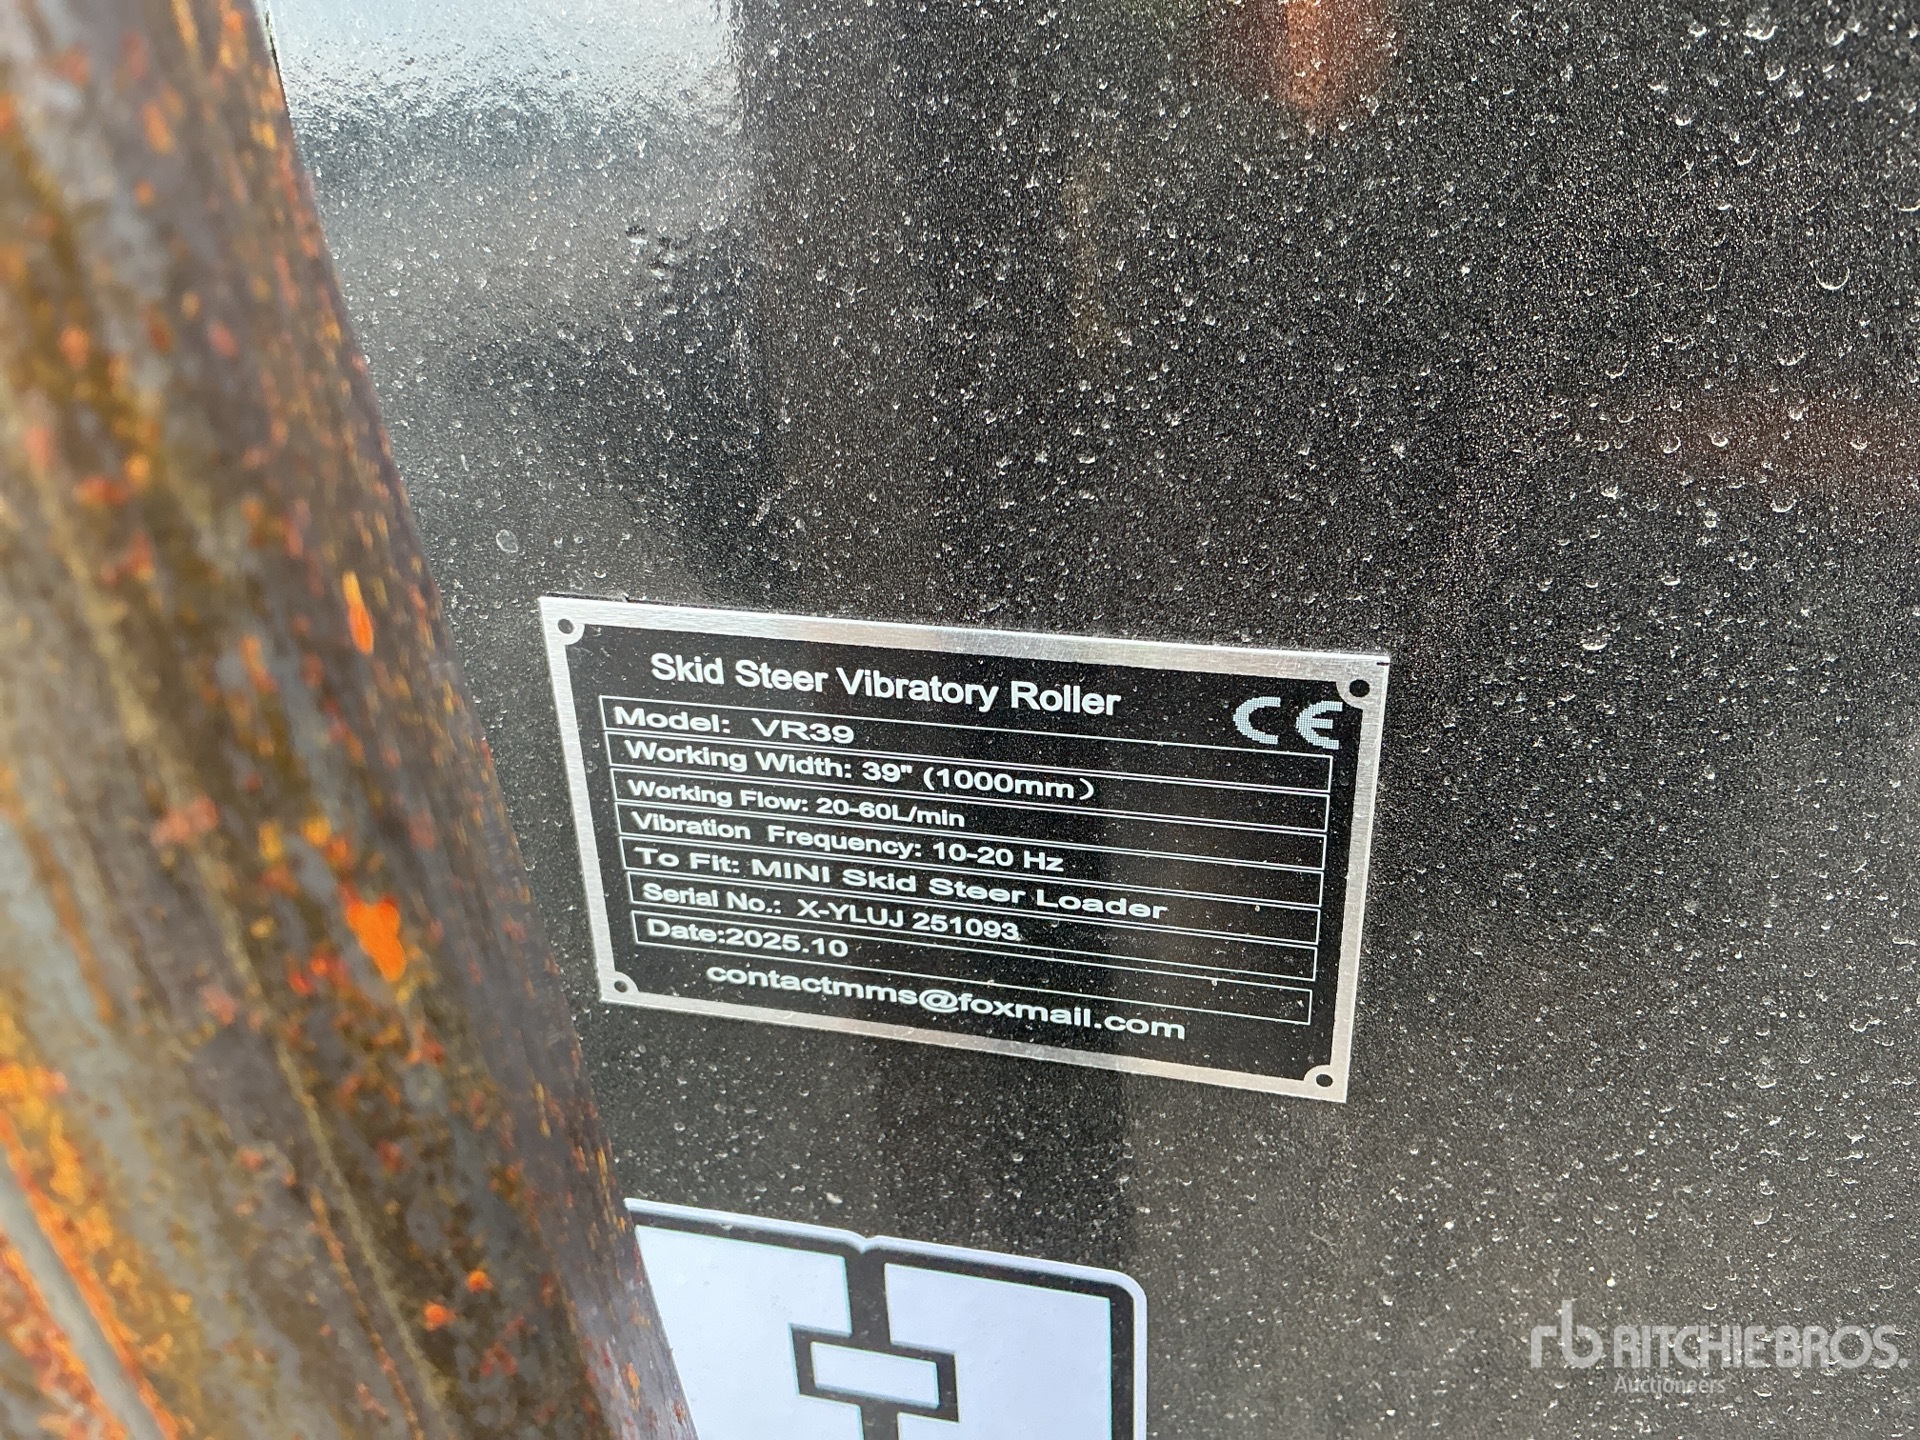 Skid Steer Vibratory Roller
CE
Model: VR39
Working Width: 39" (1000mm)
Working Flow: 20-60L/min
Vibration Frequency: 10-20 Hz
To Fit: MINI Skid Steer Loader
Serial No.: X-YLUJ 251093
Date:2025.10
contactmms@foxmail.com
rb RITCHIE BROS.
Auctioneers